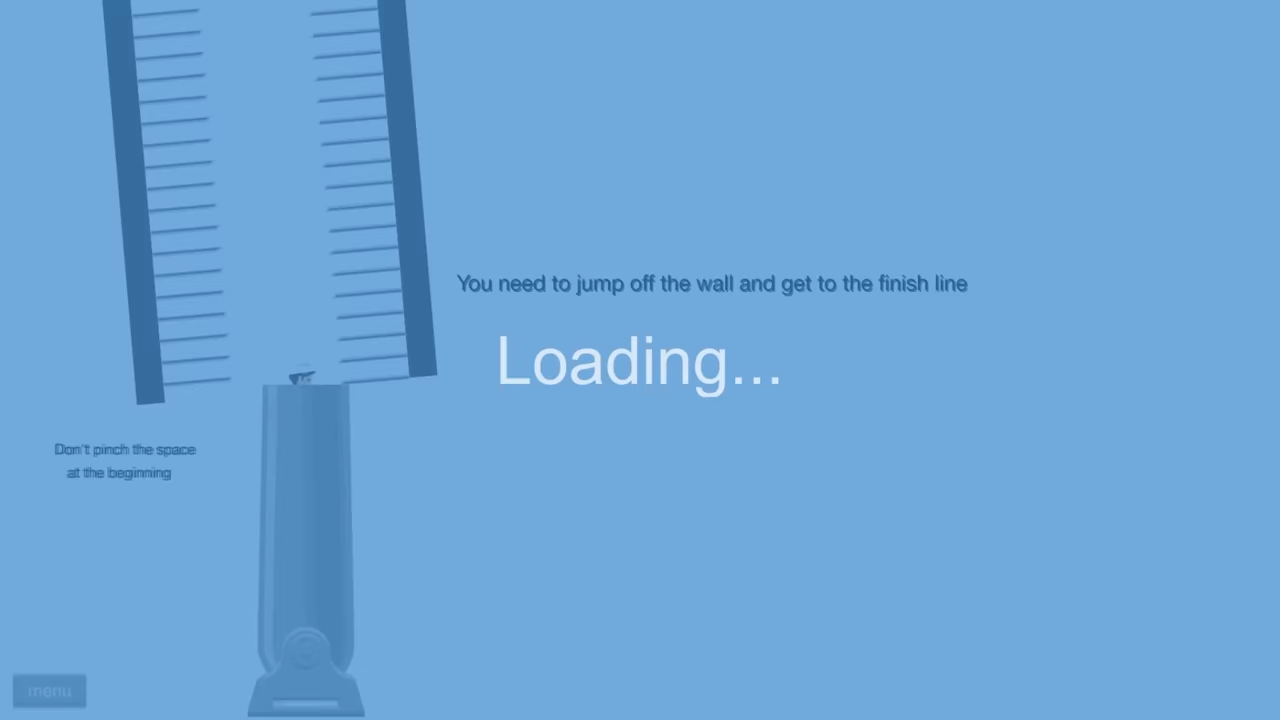 You need to jump off the wall and get to the finish line
Loading...
Don't pinch the space
at the beginning
menu